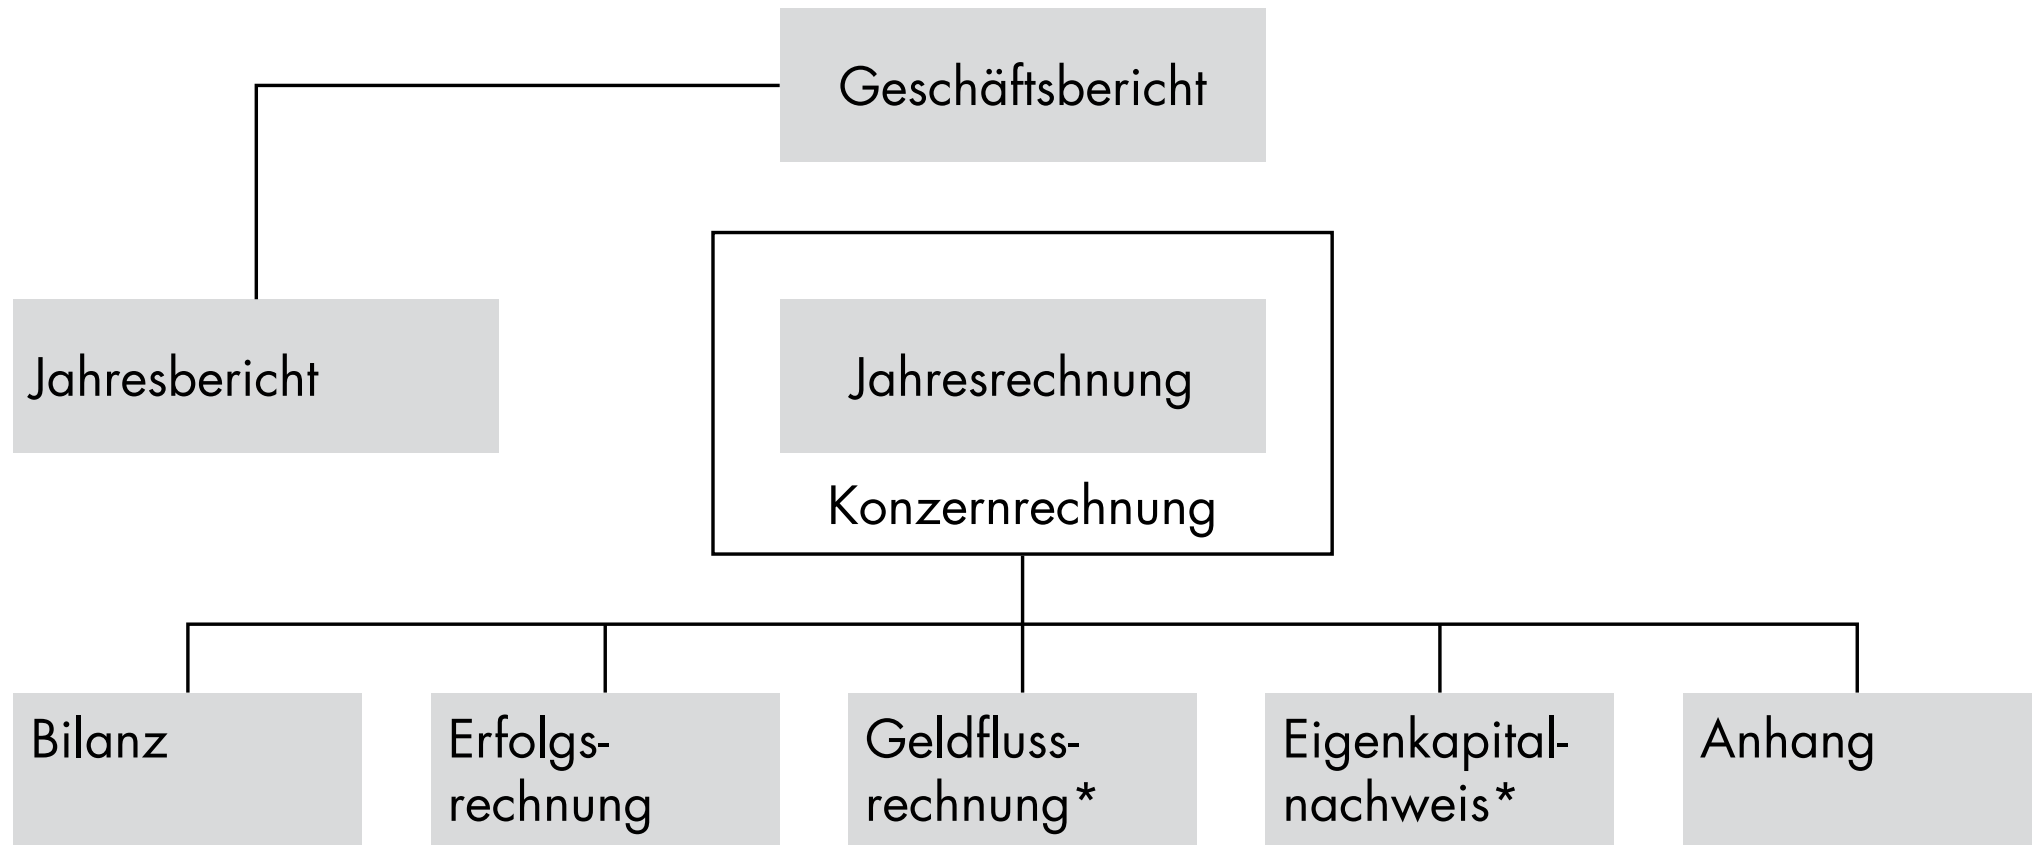 Geschäftsbericht
Jahresbericht
Jahresrechnung
Konzernrechnung
Bilanz
Erfolgs-
rechnung
Geldfluss-
rechnung*
Eigenkapital-
nachweis*
Anhang